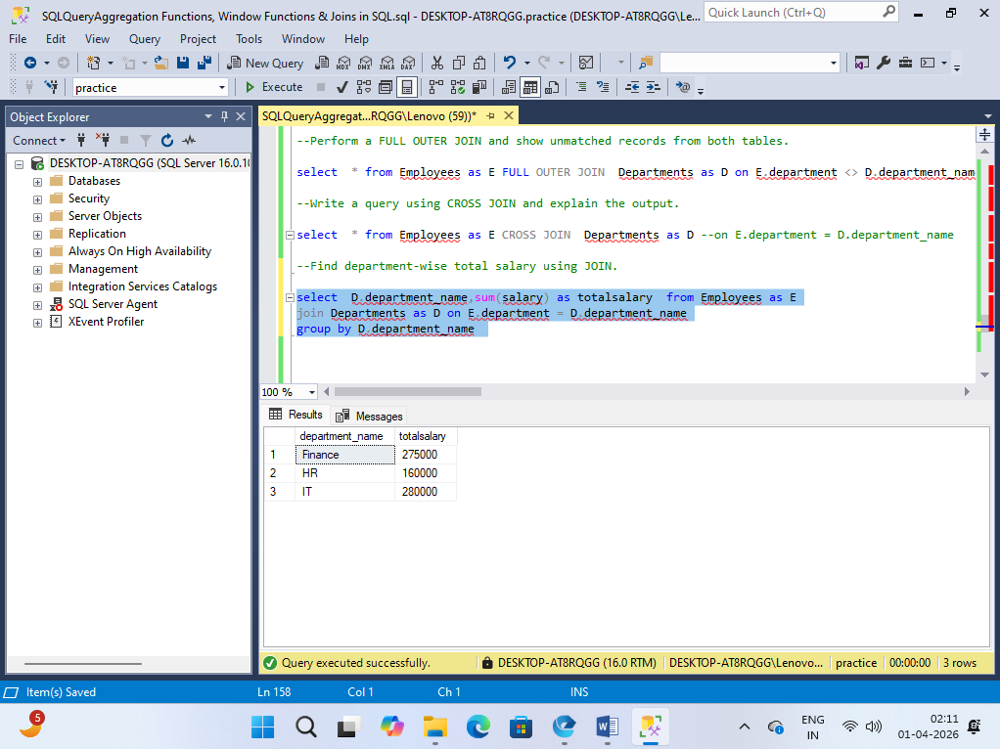 SQLQueryAggregation Functions, Window Functions & Joins in SQL.sql - DESKTOP-AT8RQGG.practice (DESKTOP-AT8RQGG\Le...
Quick Launch (Ctrl+Q)
File Edit View Query Project Tools Window Help
New Query MDX DMX XMLA DAX
practice Execute
Object Explorer
SQLQueryAggregat...RQGG\Lenovo (59))*
Connect
DESKTOP-AT8RQGG (SQL Server 16.0.10
Databases
Security
Server Objects
Replication
Always On High Availability
Management
Integration Services Catalogs
SQL Server Agent
XEvent Profiler
--Perform a FULL OUTER JOIN and show unmatched records from both tables.
select * from Employees as E FULL OUTER JOIN Departments as D on E.department <> D.department_nam
--Write a query using CROSS JOIN and explain the output.
select * from Employees as E CROSS JOIN Departments as D --on E.department = D.department_name
--Find department-wise total salary using JOIN.
select D.department_name,sum(salary) as totalsalary from Employees as E
join Departments as D on E.department = D.department_name
group by D.department_name
100 %
Results Messages
department_name totalsalary
1 Finance 275000
2 HR 160000
3 IT 280000
Query executed successfully. DESKTOP-AT8RQGG (16.0 RTM) DESKTOP-AT8RQGG\Lenovo... practice 00:00:00 3 rows
Item(s) Saved Ln 158 Col 1 Ch 1 INS
5
ENG
IN
02:11
01-04-2026